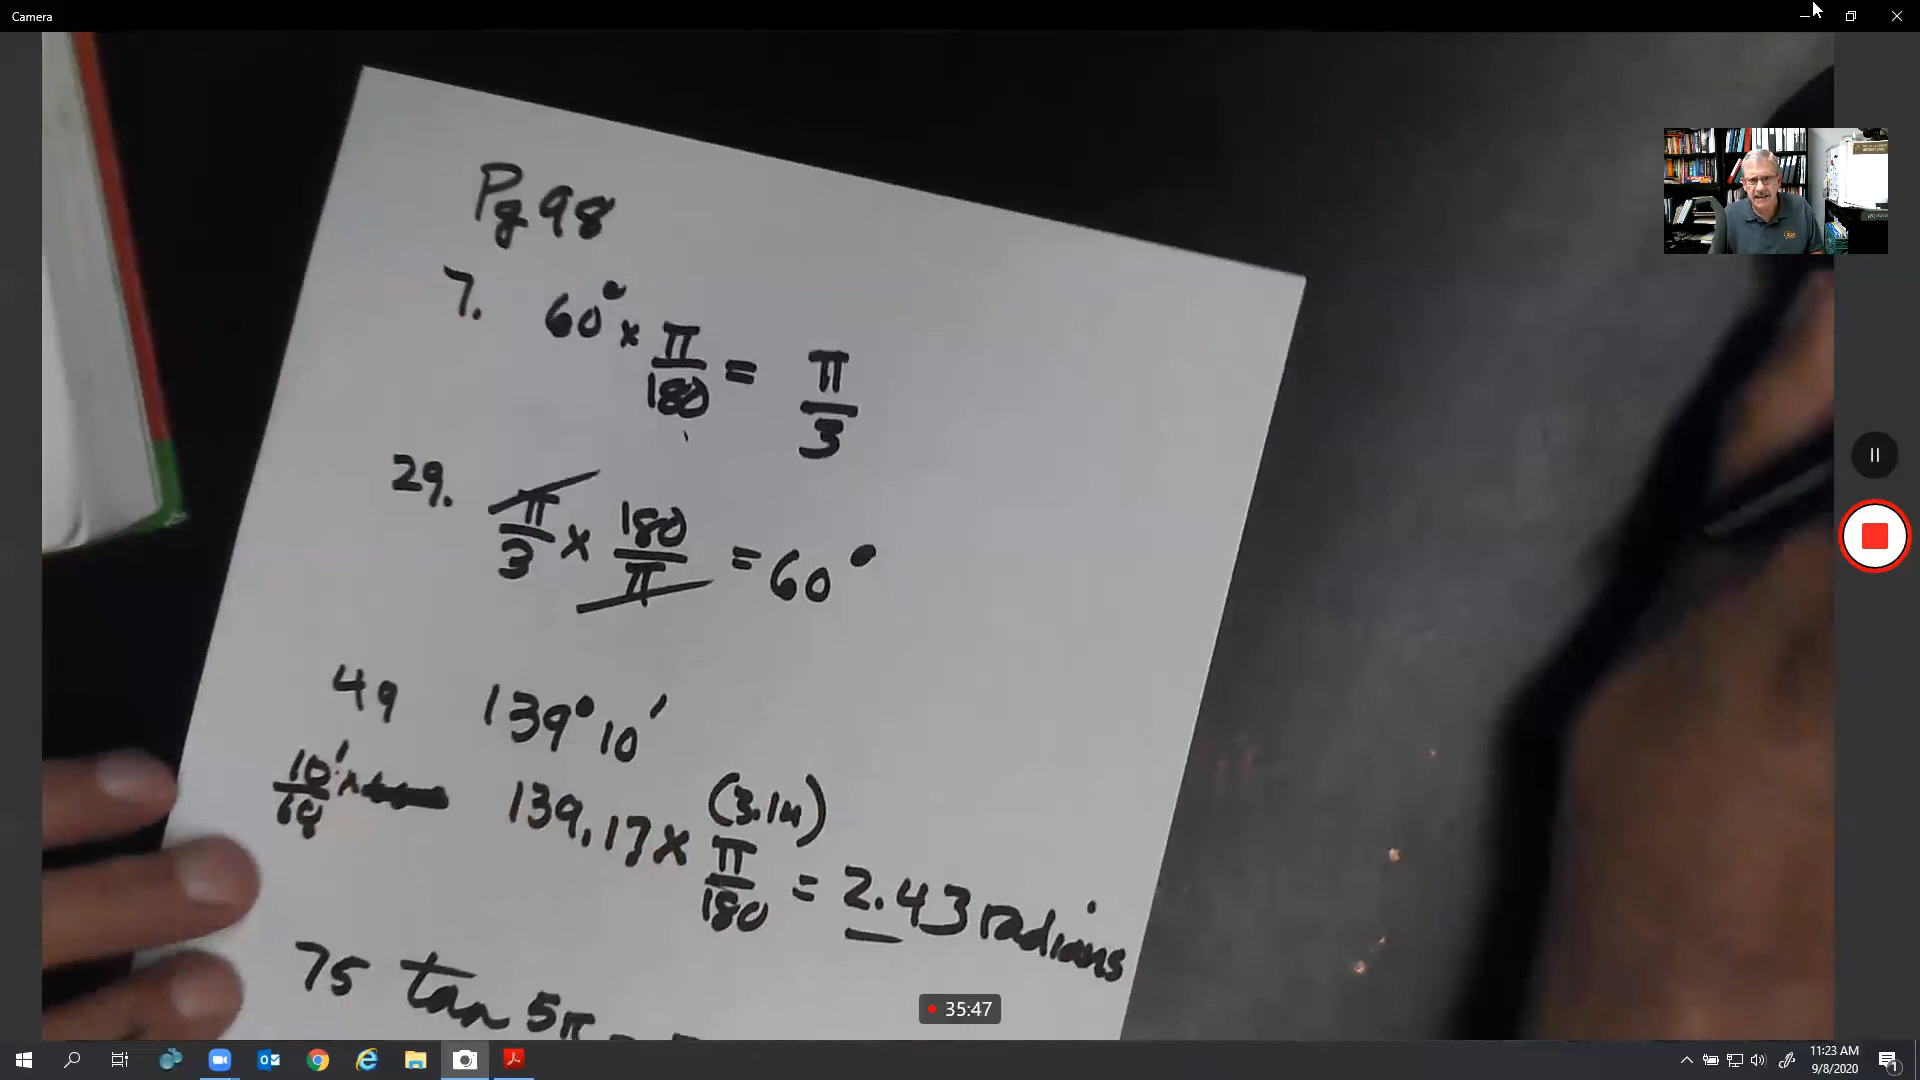 Camera
Pg 98
7. 60° × π/180 = π/3
29. π/3 × 180/π = 60°
49 139° 10′
10′/60 × 139.17 × (3.14) π/180 = 2.43 radians
75 tan 5π
35:47
11:23 AM
9/8/2020